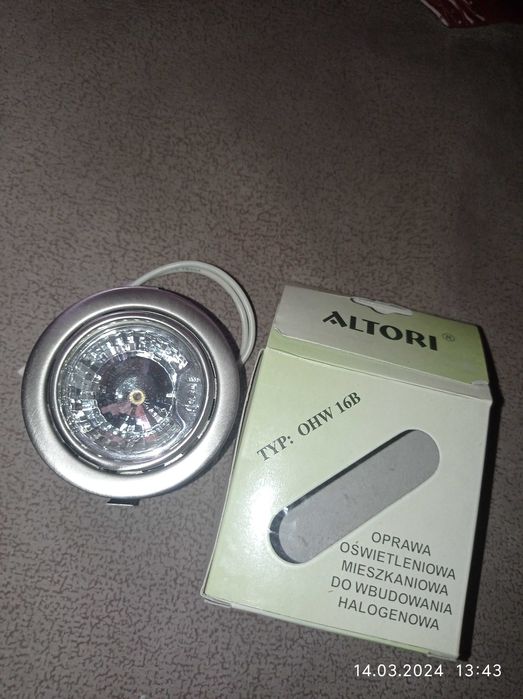 ALTORI®
TYP: OHW 16B
OPRAWA
OŚWIETLENIOWA
MIESZKANIOWA
DO WBUDOWANIA
HALOGENOWA
14.03.2024 13:43